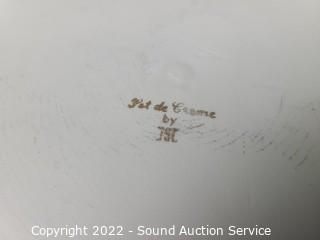 Pot de Creme
by
Copyright 2022 - Sound Auction Service